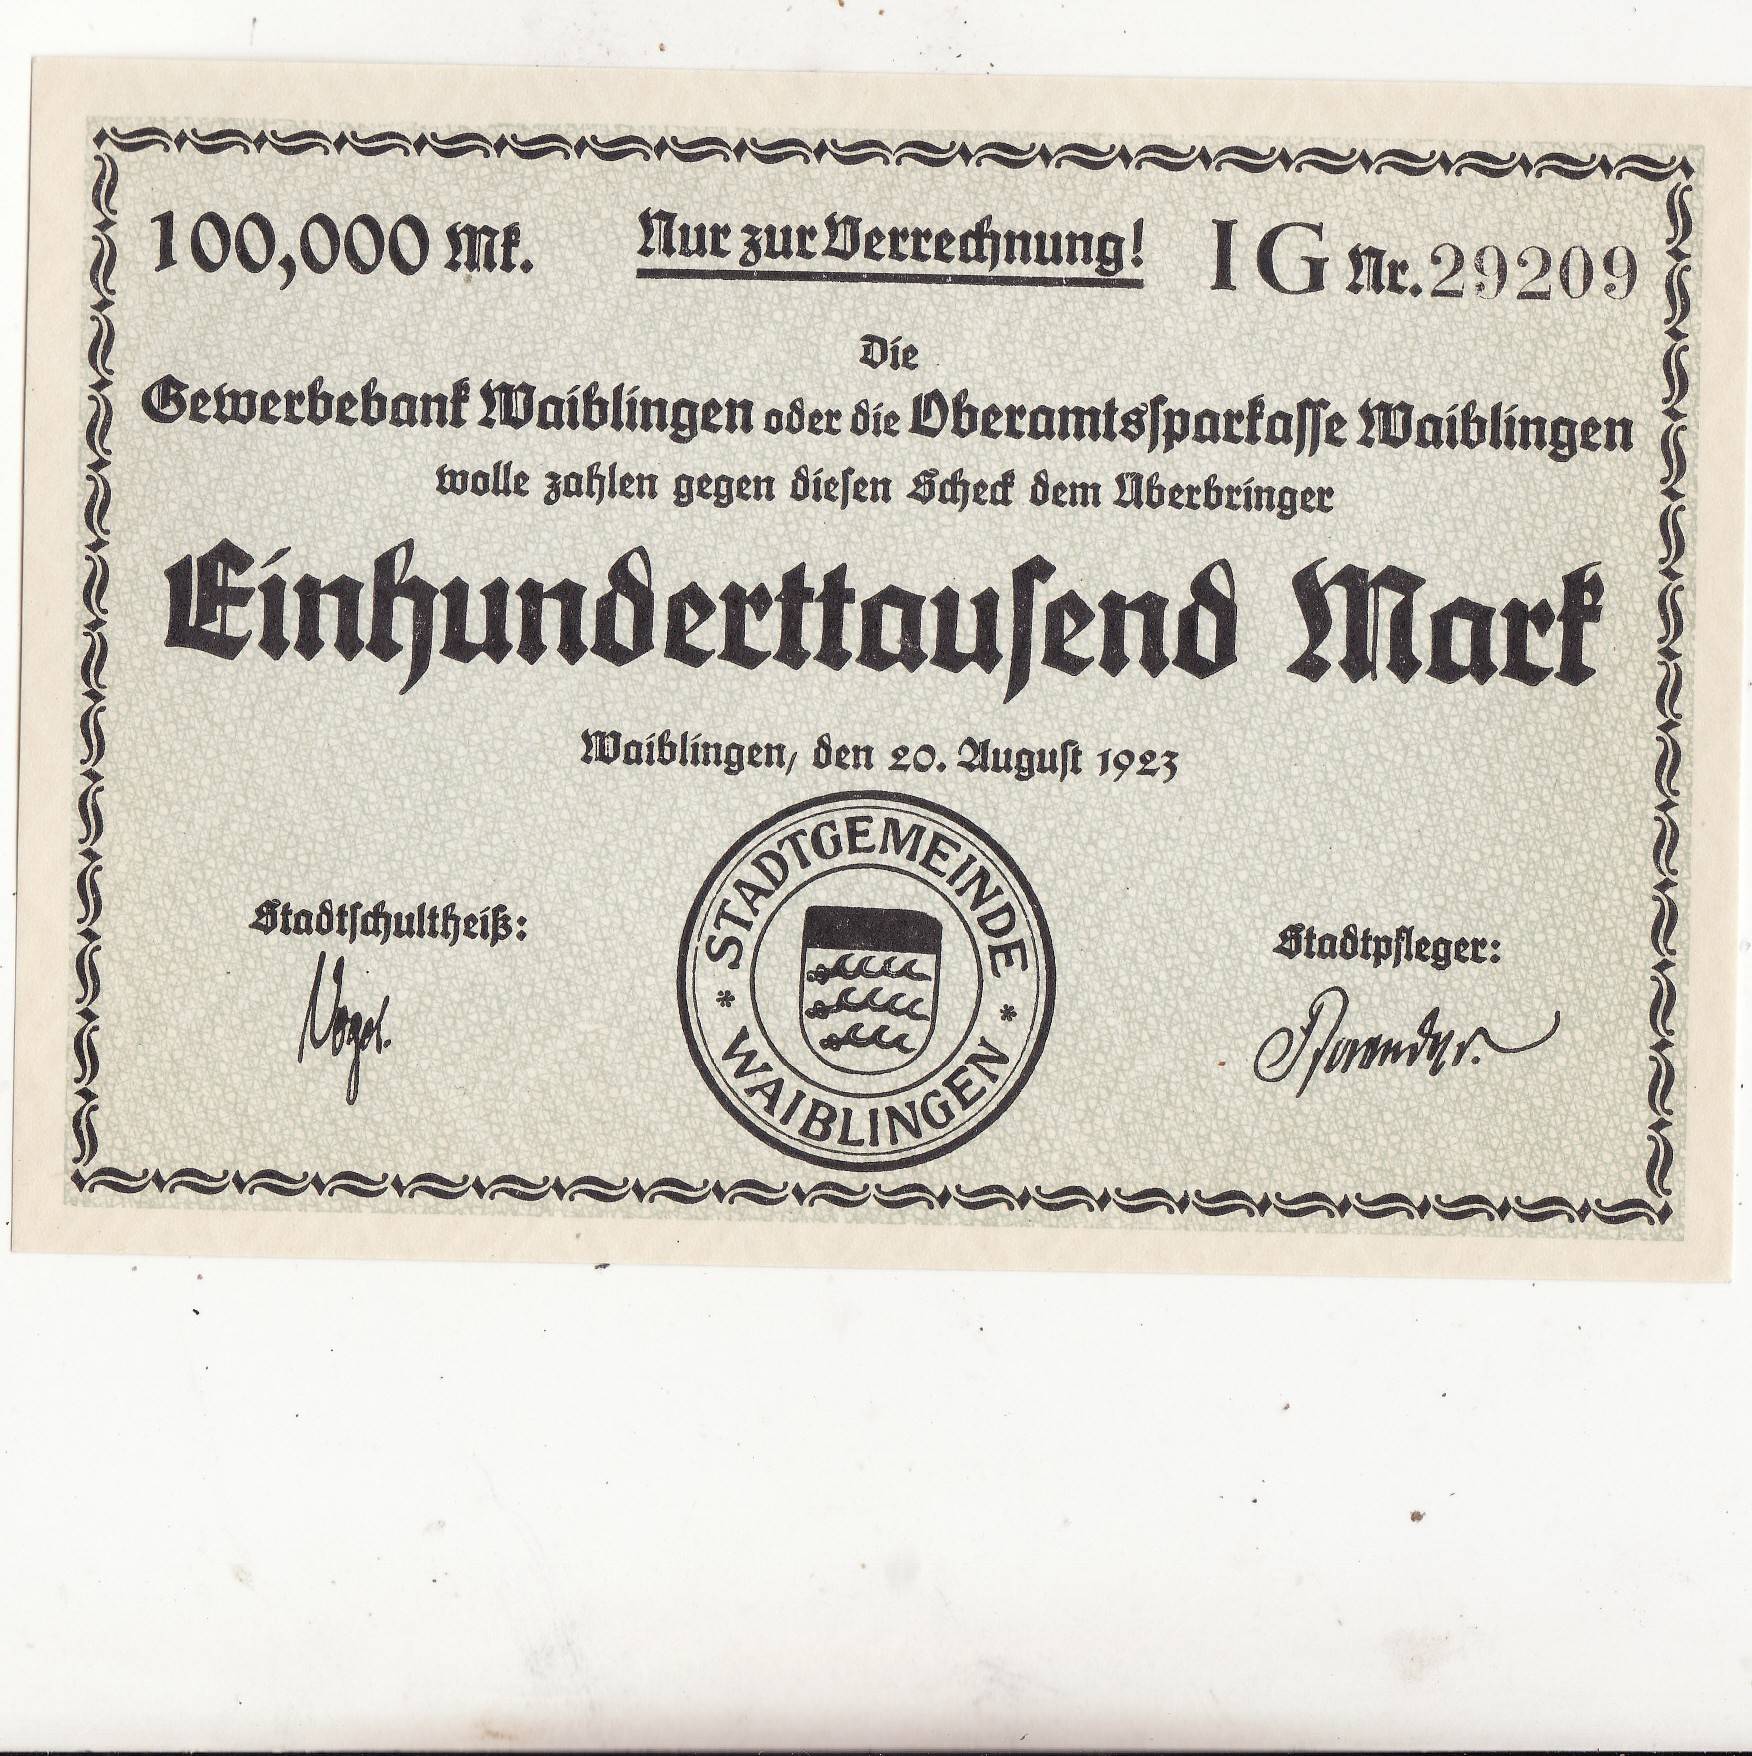 100,000 Mk. Nur zur Verrechnung! I G Nr. 29209
Die
Gewerbebank Waiblingen oder die Oberamtssparkasse Waiblingen
wolle zahlen gegen diesen Scheck dem Überbringer
Einhunderttausend Mark
Waiblingen, den 20. August 1923
STADTGEMEINDE
* WAIBLINGEN *
Stadtschultheiß:
Vogel.
Stadtpfleger: